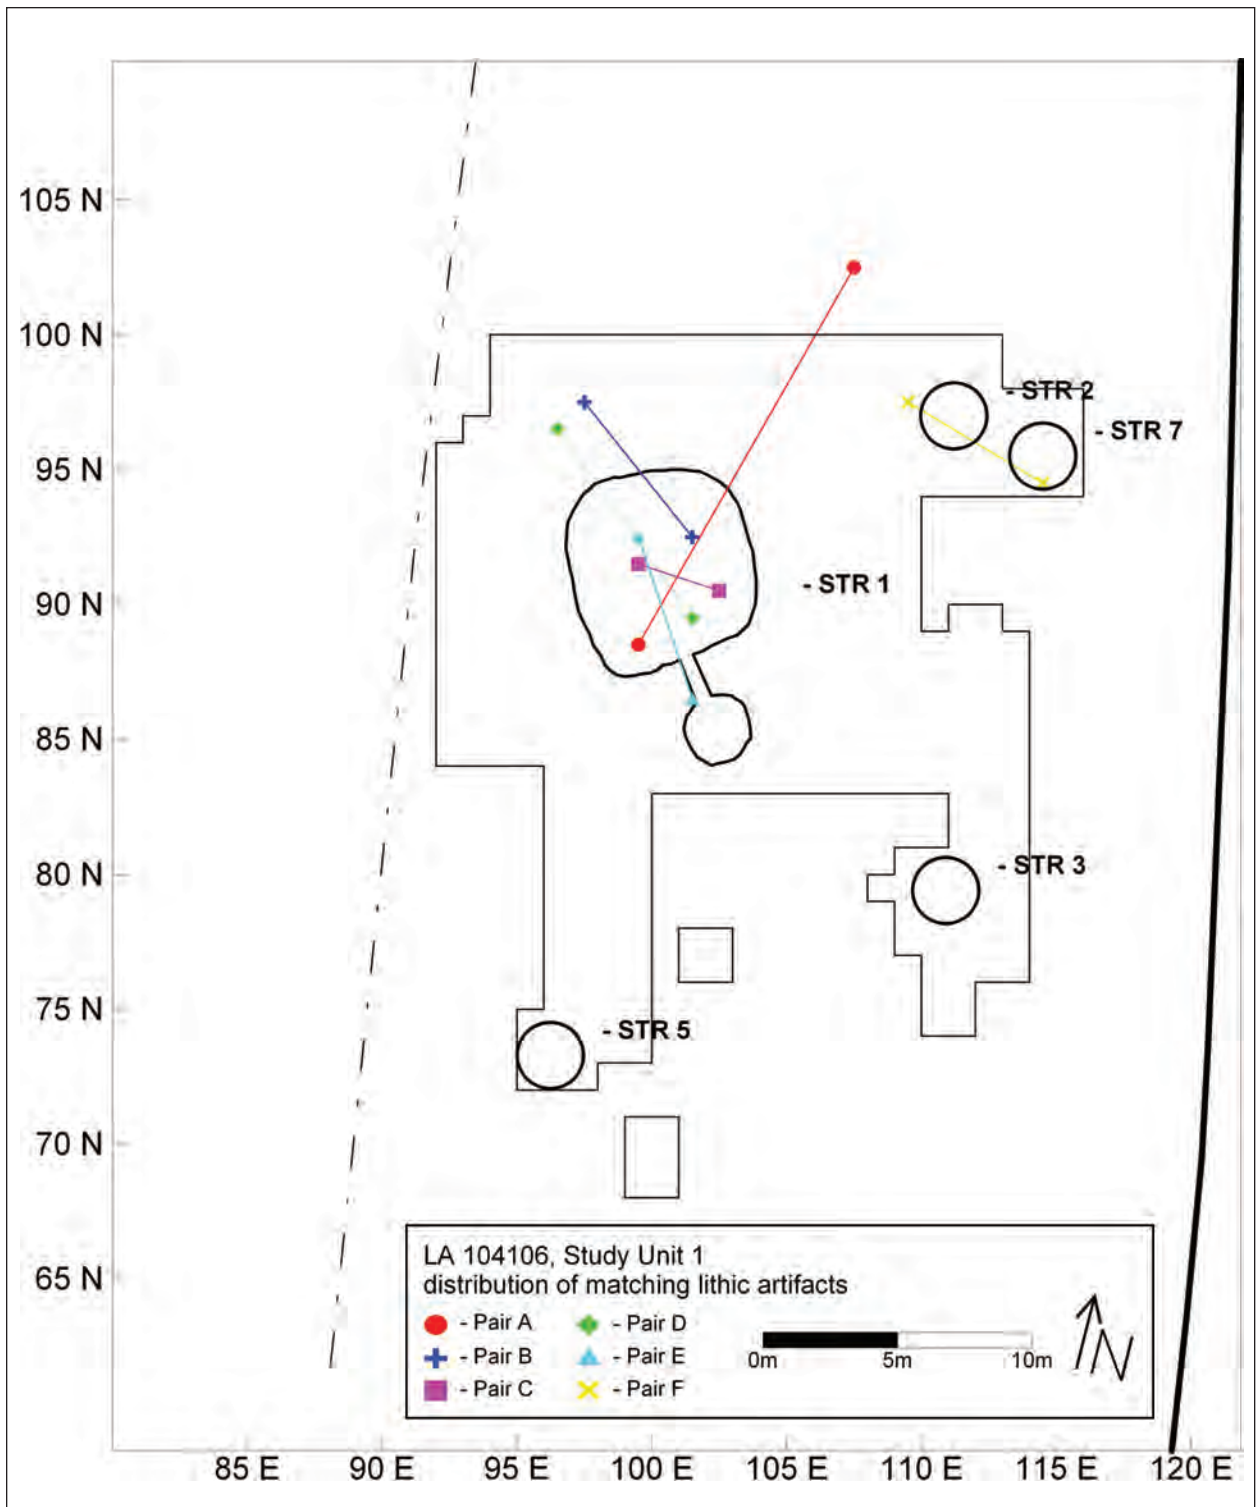 105 N
100 N
- STR 2
- STR 7
95 N
90 N
- STR 1
85 N
80 N
- STR 3
75 N
- STR 5
70 N
65 N
LA 104106, Study Unit 1
distribution of matching lithic artifacts
- Pair A
- Pair D
- Pair B
- Pair E
- Pair C
- Pair F
0m 5m 10m
N
85 E 90 E 95 E 100 E 105 E 110 E 115 E 120 E